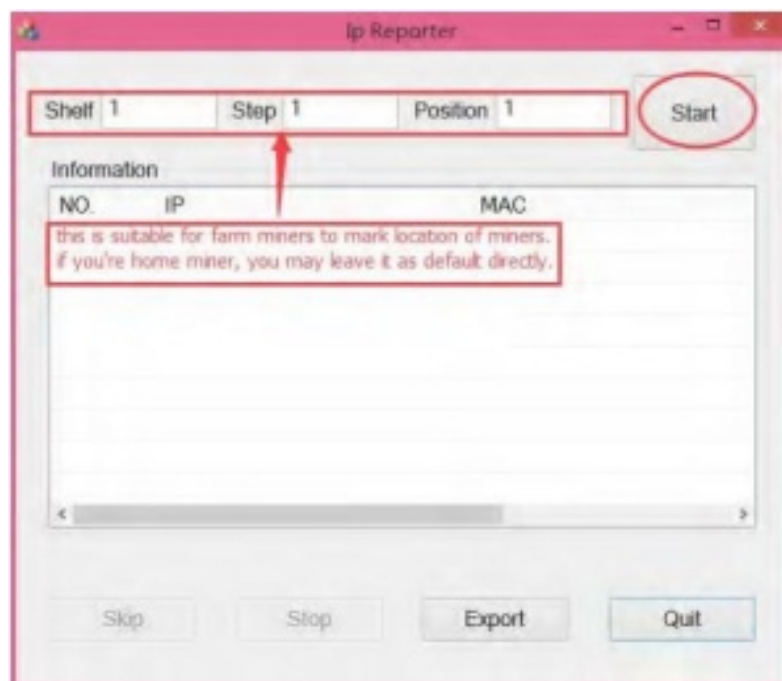 Ip Reporter
Shelf 1 Step 1 Position 1 Start
Information
NO. IP MAC
this is suitable for farm miners to mark location of miners.
if you're home miner, you may leave it as default directly.
Skip Stop Export Quit